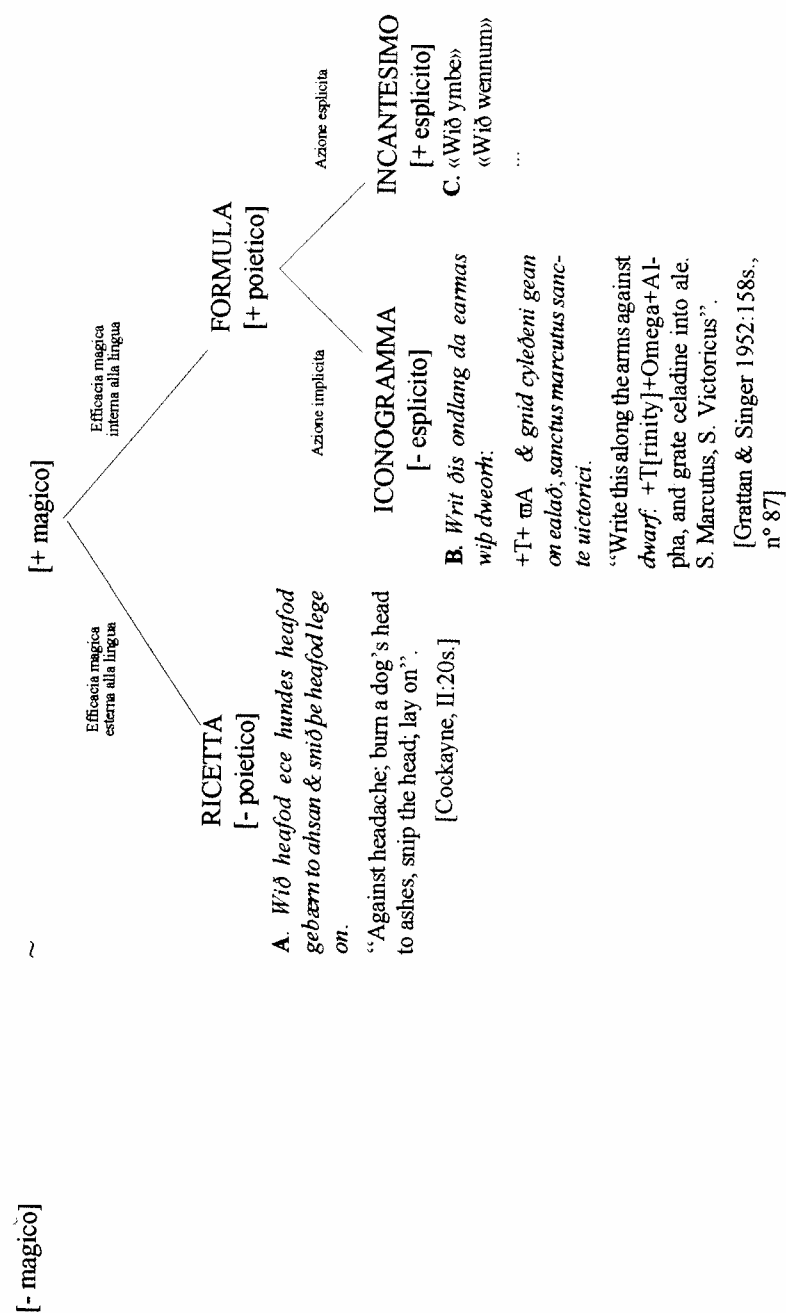 [- magico]
~
[+ magico]
Efficacia magica
esterna alla lingua
Efficacia magica
interna alla lingua
RICETTA
[- poietico]
A. Wið heafod ece hundes heafod
gebærn to ahsan & snið þe heafod lege
on.
“Against headache; burn a dog’s head
to ashes, snip the head; lay on”.
[Cockayne, II:20s.]
FORMULA
[+ poietico]
Azione implicita
Azione esplicita
ICONOGRAMMA
[- esplicito]
B. Writ ðis ondlang da earmas
wiþ dweorh:
+T+ ϖA & gnid cyleðeni gean
on ealað; sanctus marcutus sanc-
te uictorici.
“Write this along the arms against
dwarf: +T[rinity]+Omega+Al-
pha, and grate celadine into ale.
S. Marcutus, S. Victoricus”.
[Grattan & Singer 1952:158s.,
n° 87]
INCANTESIMO
[+ esplicito]
C. «Wið ymbe»
«Wið wennum»
...